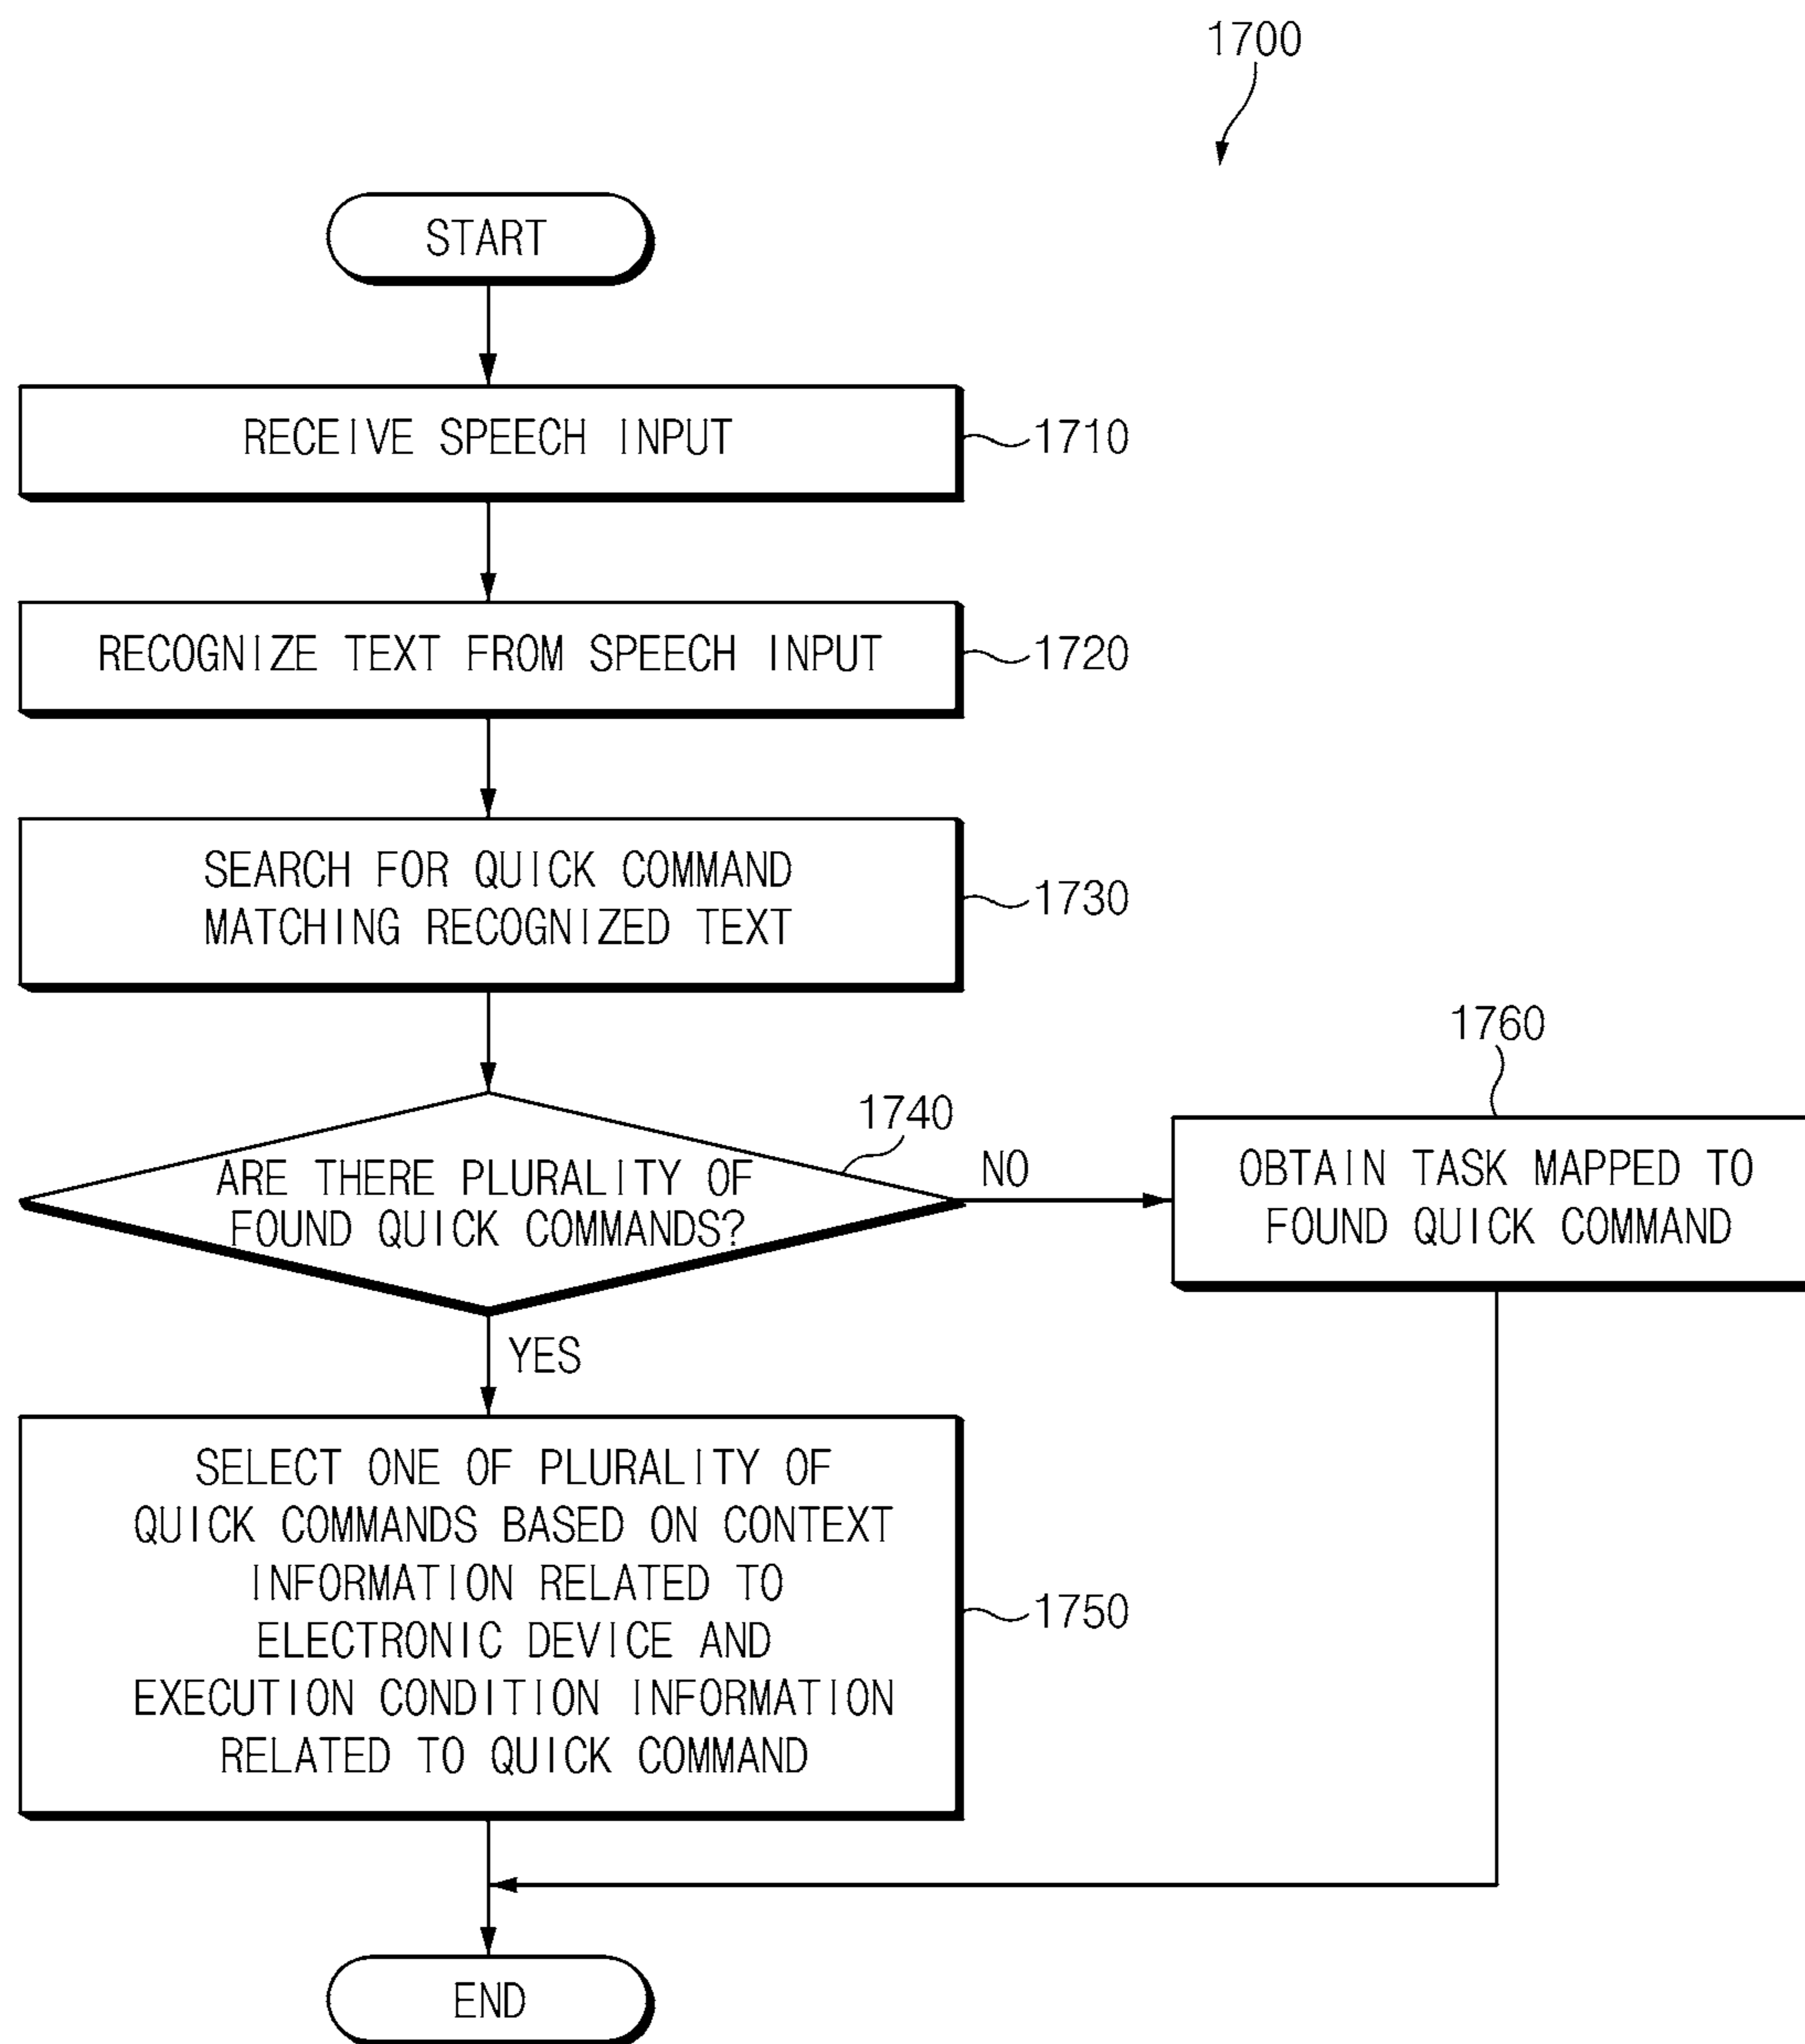 1700
START
RECEIVE SPEECH INPUT
1710
RECOGNIZE TEXT FROM SPEECH INPUT
1720
SEARCH FOR QUICK COMMAND
MATCHING RECOGNIZED TEXT
1730
1740
ARE THERE PLURALITY OF
FOUND QUICK COMMANDS?
NO
1760
OBTAIN TASK MAPPED TO
FOUND QUICK COMMAND
YES
SELECT ONE OF PLURALITY OF
QUICK COMMANDS BASED ON CONTEXT
INFORMATION RELATED TO
ELECTRONIC DEVICE AND
EXECUTION CONDITION INFORMATION
RELATED TO QUICK COMMAND
1750
END